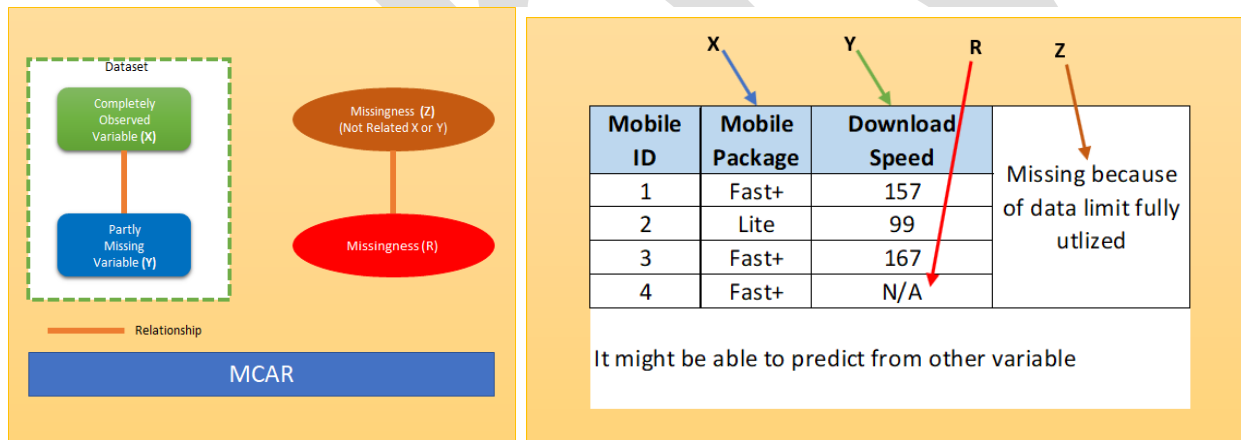 Dataset
Completely
Observed
Variable (X)
Partly
Missing
Variable (Y)
Missingness (Z)
(Not Related X or Y)
Missingness (R)
Relationship
MCAR
X Y R Z
Mobile ID Mobile Package Download Speed
1 Fast+ 157
2 Lite 99
3 Fast+ 167
4 Fast+ N/A
Missing because
of data limit fully
utlized
It might be able to predict from other variable